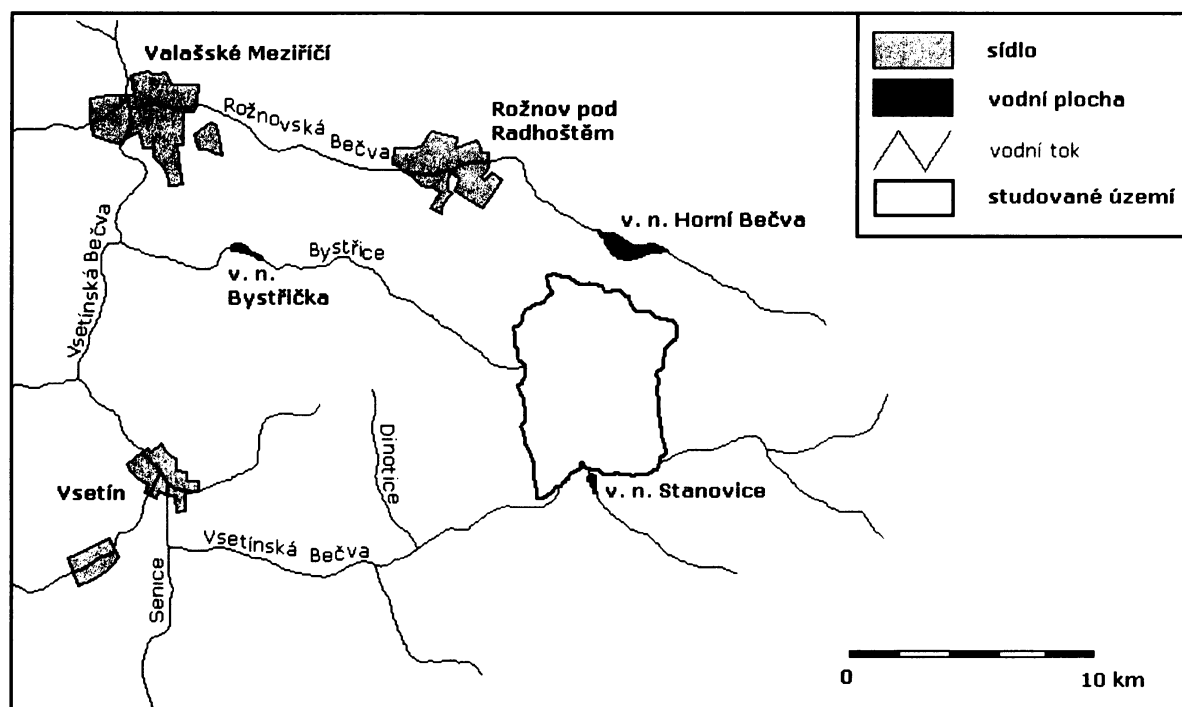 Valašské Meziříčí
Rožnovská Bečva
Rožnov pod
Radhoštěm
v. n. Horní Bečva
Vsetínská Bečva
Bystřice
v. n.
Bystřička
Dinotice
Vsetín
v. n. Stanovice
Vsetínská Bečva
Senice
sídlo
vodní plocha
vodní tok
studované území
0
10 km